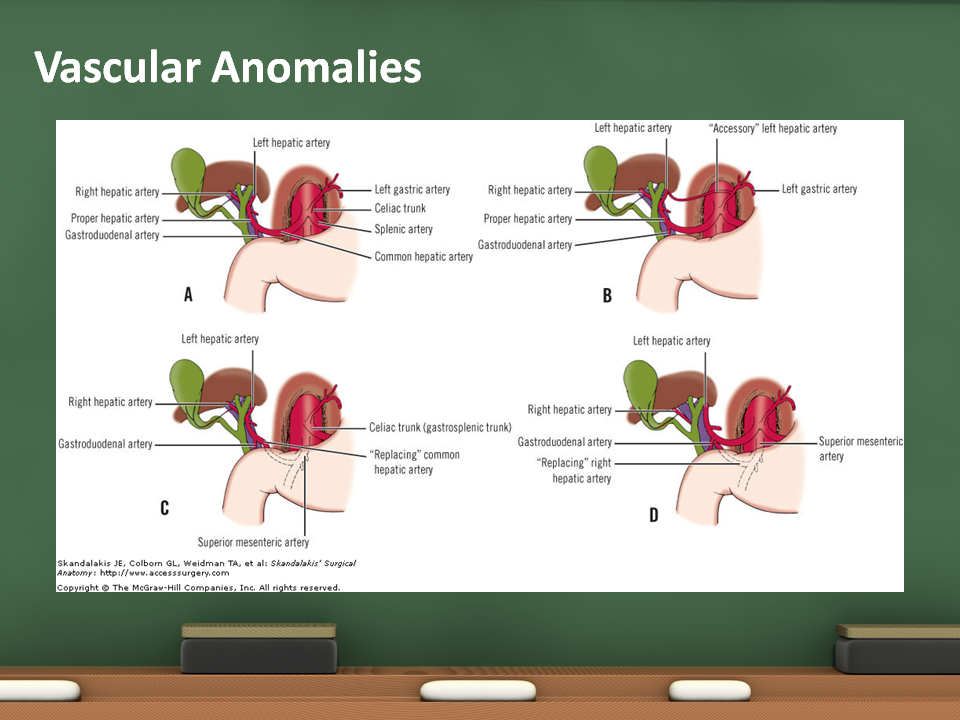 Vascular Anomalies
Left hepatic artery
Right hepatic artery
Proper hepatic artery
Gastroduodenal artery
Left gastric artery
Celiac trunk
Splenic artery
Common hepatic artery
A
Left hepatic artery
“Accessory” left hepatic artery
Right hepatic artery
Proper hepatic artery
Gastroduodenal artery
Left gastric artery
B
Left hepatic artery
Right hepatic artery
Gastroduodenal artery
Celiac trunk (gastrosplenic trunk)
“Replacing” common
hepatic artery
C
Superior mesenteric artery
Left hepatic artery
Right hepatic artery
Gastroduodenal artery
“Replacing” right
hepatic artery
Superior mesenteric
artery
D
Skandalakis JE, Colborn GL, Weidman TA, et al: Skandalakis’ Surgical
Anatomy: http://www.accesssurgery.com
Copyright © The McGraw-Hill Companies, Inc. All rights reserved.